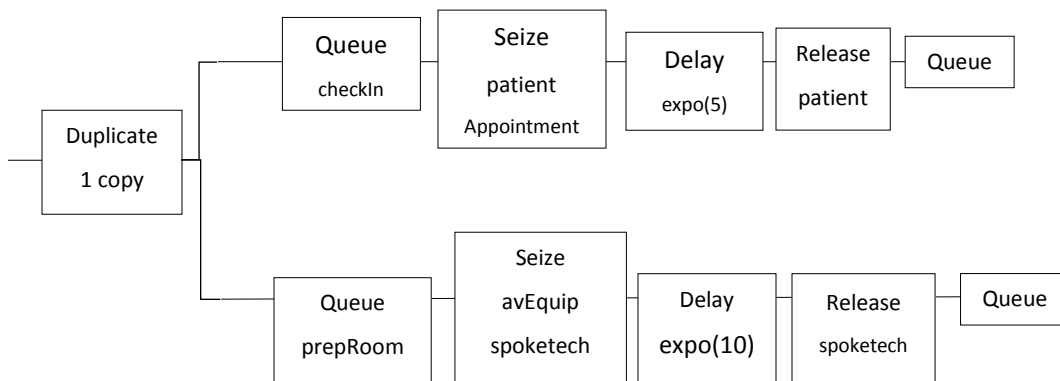 Duplicate
1 copy
Queue
checkIn
Seize
patient
Appointment
Delay
expo(5)
Release
patient
Queue
Queue
prepRoom
Seize
avEquip
spoketech
Delay
expo(10)
Release
spoketech
Queue